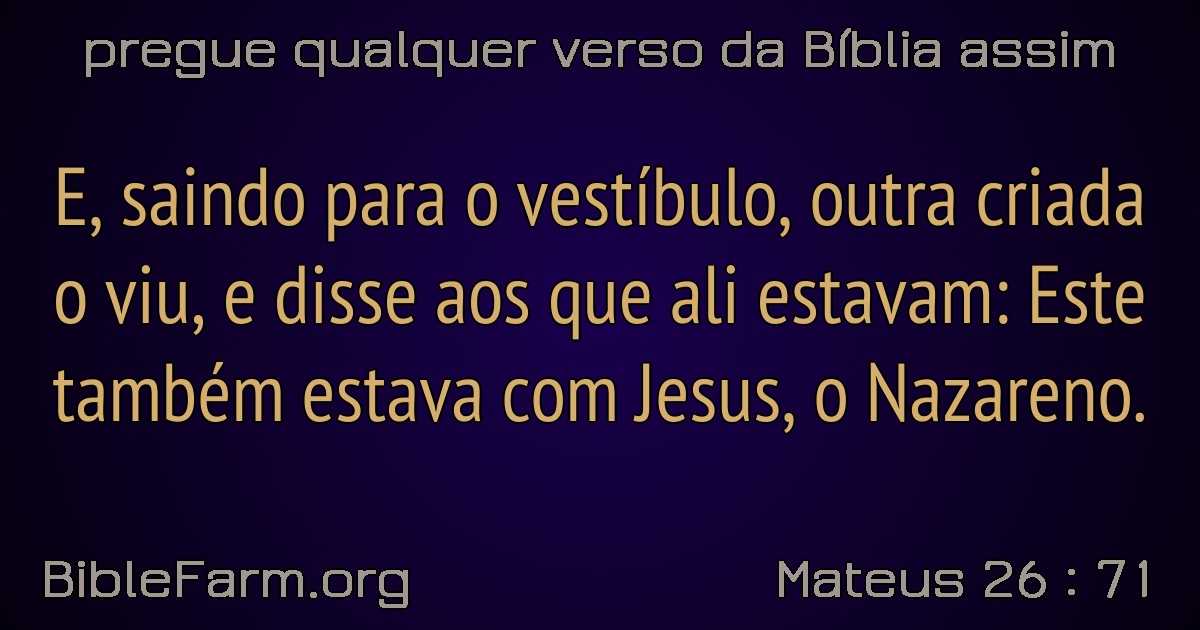 pregue qualquer verso da Bíblia assim
E, saindo para o vestíbulo, outra criada
o viu, e disse aos que ali estavam: Este
também estava com Jesus, o Nazareno.
BibleFarm.org
Mateus 26 : 71